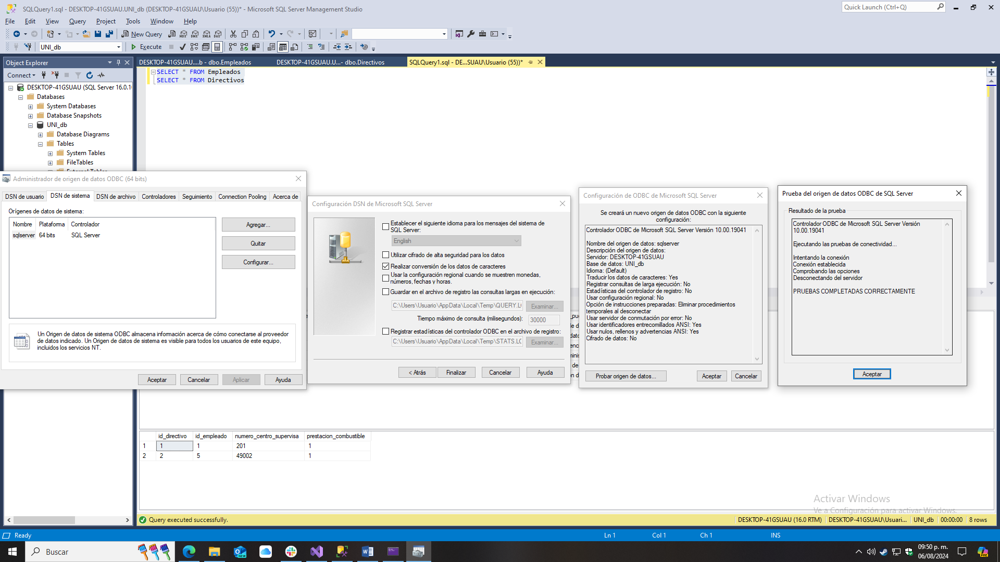 SQLQuery1.sql - DESKTOP-41GSUAU.UNI_db (DESKTOP-41GSUAU\Usuario (55))* - Microsoft SQL Server Management Studio
Quick Launch (Ctrl+Q)
File Edit View Query Project Tools Window Help
New Query
MDX DMX XMLA DAX
UNI_db
Execute
Object Explorer
DESKTOP-41GSUAU....b - dbo.Empleados
DESKTOP-41GSUAU.U...- dbo.Directivos
SQLQuery1.sql - DE...SUAU\Usuario (55))*
Connect
SELECT * FROM Empleados
SELECT * FROM Directivos
DESKTOP-41GSUAU (SQL Server 16.0.1
Databases
System Databases
Database Snapshots
UNI_db
Database Diagrams
Tables
System Tables
FileTables
External Tables
Administrador de origen de datos ODBC (64 bits)
DSN de usuario
DSN de sistema
DSN de archivo
Controladores
Seguimiento
Connection Pooling
Acerca de
Orígenes de datos de sistema:
Nombre Plataforma Controlador
sqlserver 64 bits SQL Server
Agregar...
Quitar
Configurar...
Un Origen de datos de sistema ODBC almacena información acerca de cómo conectarse al proveedor
de datos indicado. Un Origen de datos de sistema es visible para todos los usuarios de este equipo,
incluidos los servicios NT.
Aceptar
Cancelar
Aplicar
Ayuda
Configuración DSN de Microsoft SQL Server
Establecer el siguiente idioma para los mensajes del sistema de
SQL Server:
English
Utilizar cifrado de alta seguridad para los datos
Realizar conversión de los datos de caracteres
Usar la configuración regional cuando se muestren monedas,
números, fechas y horas.
Guardar en el archivo de registro las consultas largas en ejecución:
C:\Users\Usuario\AppData\Local\Temp\QUERY.L
Examinar...
Tiempo máximo de consulta (milisegundos):
30000
Registrar estadísticas del controlador ODBC en el archivo de registro:
C:\Users\Usuario\AppData\Local\Temp\STATS.LC
Examinar...
< Atrás
Finalizar
Cancelar
Ayuda
Configuración de ODBC de Microsoft SQL Server
Se creará un nuevo origen de datos ODBC con la siguiente
configuración:
Controlador ODBC de Microsoft SQL Server Versión 10.00.19041
Nombre del origen de datos: sqlserver
Descripción del origen de datos:
Servidor: DESKTOP-41GSUAU
Base de datos: UNI_db
Idioma: (Default)
Traducir los datos de caracteres: Yes
Registrar consultas de larga ejecución: No
Estadísticas del controlador de registro: No
Usar configuración regional: No
Opción de instrucciones preparadas: Eliminar procedimientos
temporales al desconectar
Usar servidor de conmutación por error: No
Usar identificadores entrecomillados ANSI: Yes
Usar nulos, rellenos y advertencias ANSI: Yes
Cifrado de datos: No
Probar origen de datos...
Aceptar
Cancelar
Prueba del origen de datos ODBC de SQL Server
Resultado de la prueba
Controlador ODBC de Microsoft SQL Server Versión
10.00.19041
Ejecutando las pruebas de conectividad...
Intentando la conexión
Conexión establecida
Comprobando las opciones
Desconectando del servidor
PRUEBAS COMPLETADAS CORRECTAMENTE
Aceptar
id_directivo id_empleado numero_centro_supervisa prestacion_combustible
1 1 1 201 1
2 2 5 49002 1
Activar Windows
Ve a Configuración para activar Windows.
Query executed successfully.
DESKTOP-41GSUAU (16.0 RTM)
DESKTOP-41GSUAU\Usuari...
UNI_db
00:00:00
8 rows
Ready
Ln 1
Col 1
Ch 1
INS
Buscar
NEW
09:50 p. m.
06/08/2024
PRE